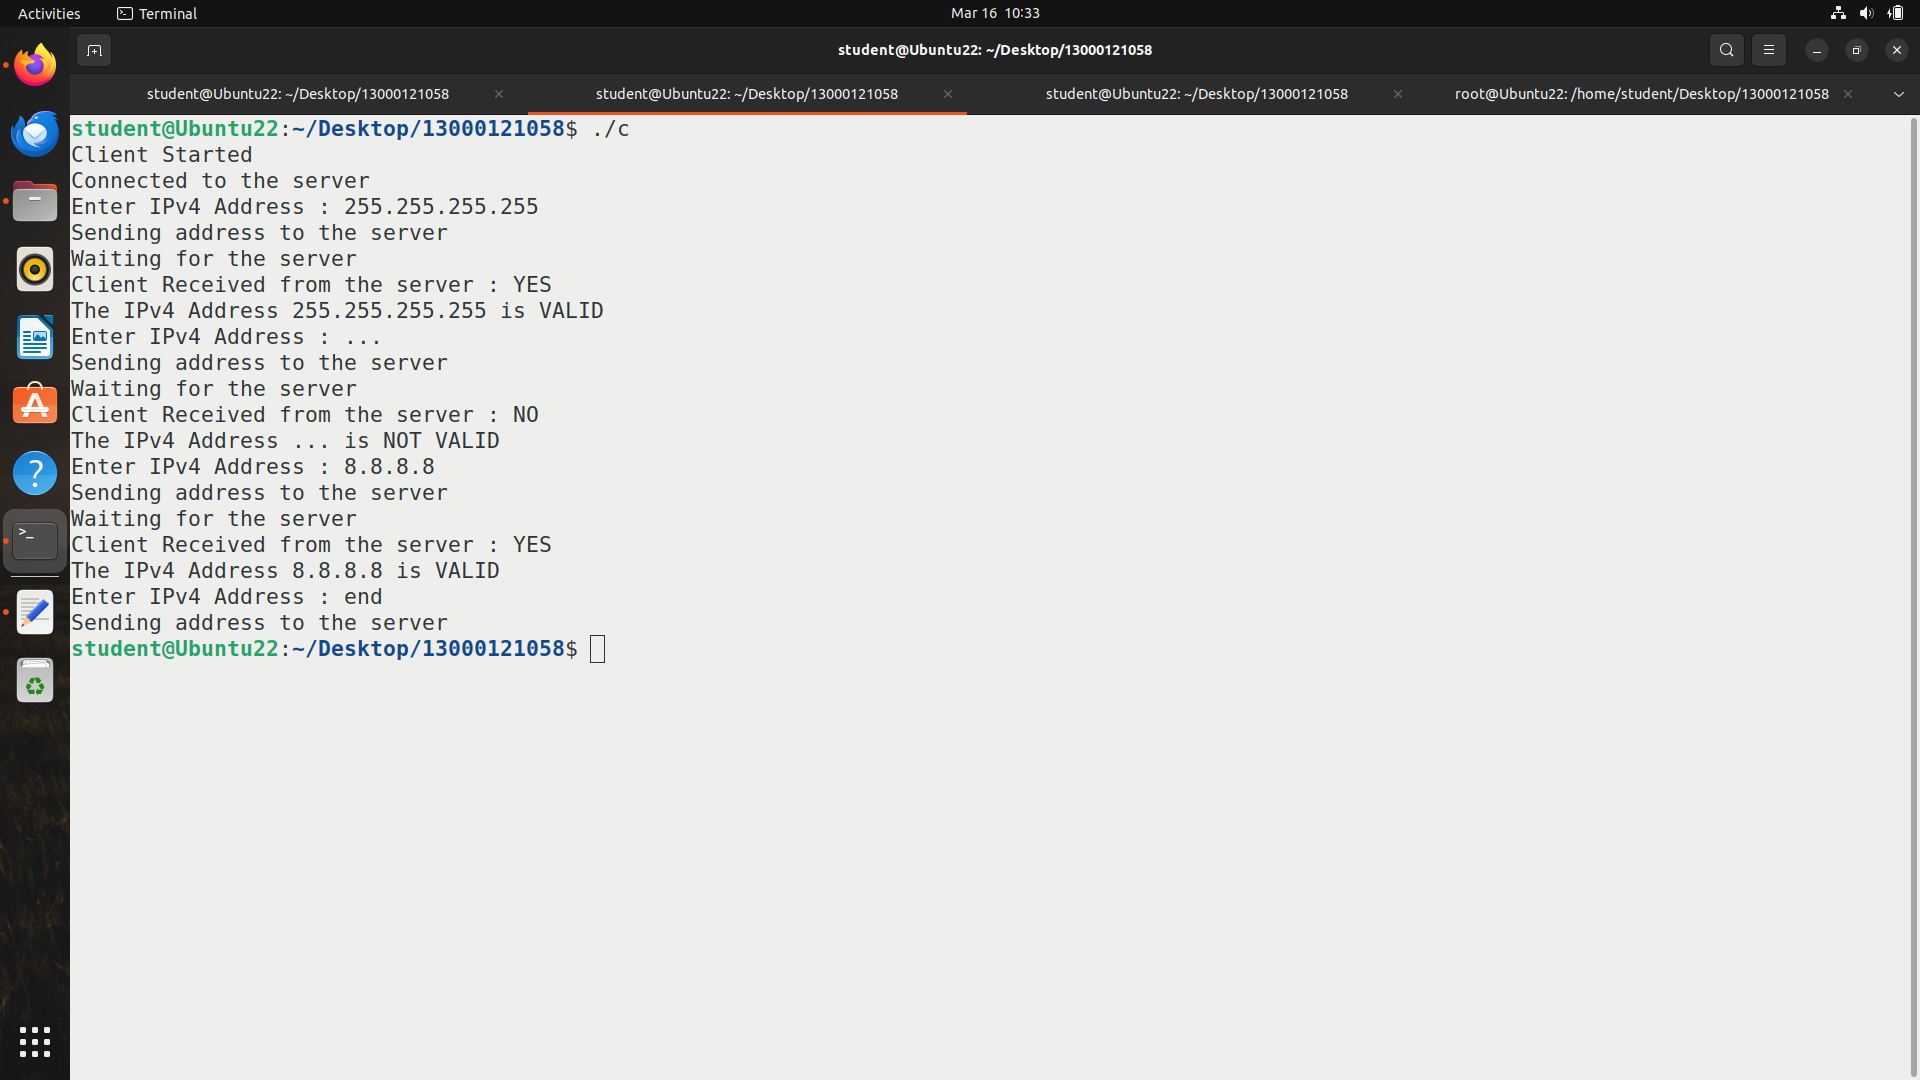 Activities Terminal Mar 16 10:33
student@Ubuntu22: ~/Desktop/13000121058
student@Ubuntu22: ~/Desktop/13000121058 student@Ubuntu22: ~/Desktop/13000121058 student@Ubuntu22: ~/Desktop/13000121058 root@Ubuntu22: /home/student/Desktop/13000121058
student@Ubuntu22:~/Desktop/13000121058$ ./c
Client Started
Connected to the server
Enter IPv4 Address : 255.255.255.255
Sending address to the server
Waiting for the server
Client Received from the server : YES
The IPv4 Address 255.255.255.255 is VALID
Enter IPv4 Address : ...
Sending address to the server
Waiting for the server
Client Received from the server : NO
The IPv4 Address ... is NOT VALID
Enter IPv4 Address : 8.8.8.8
Sending address to the server
Waiting for the server
Client Received from the server : YES
The IPv4 Address 8.8.8.8 is VALID
Enter IPv4 Address : end
Sending address to the server
student@Ubuntu22:~/Desktop/13000121058$